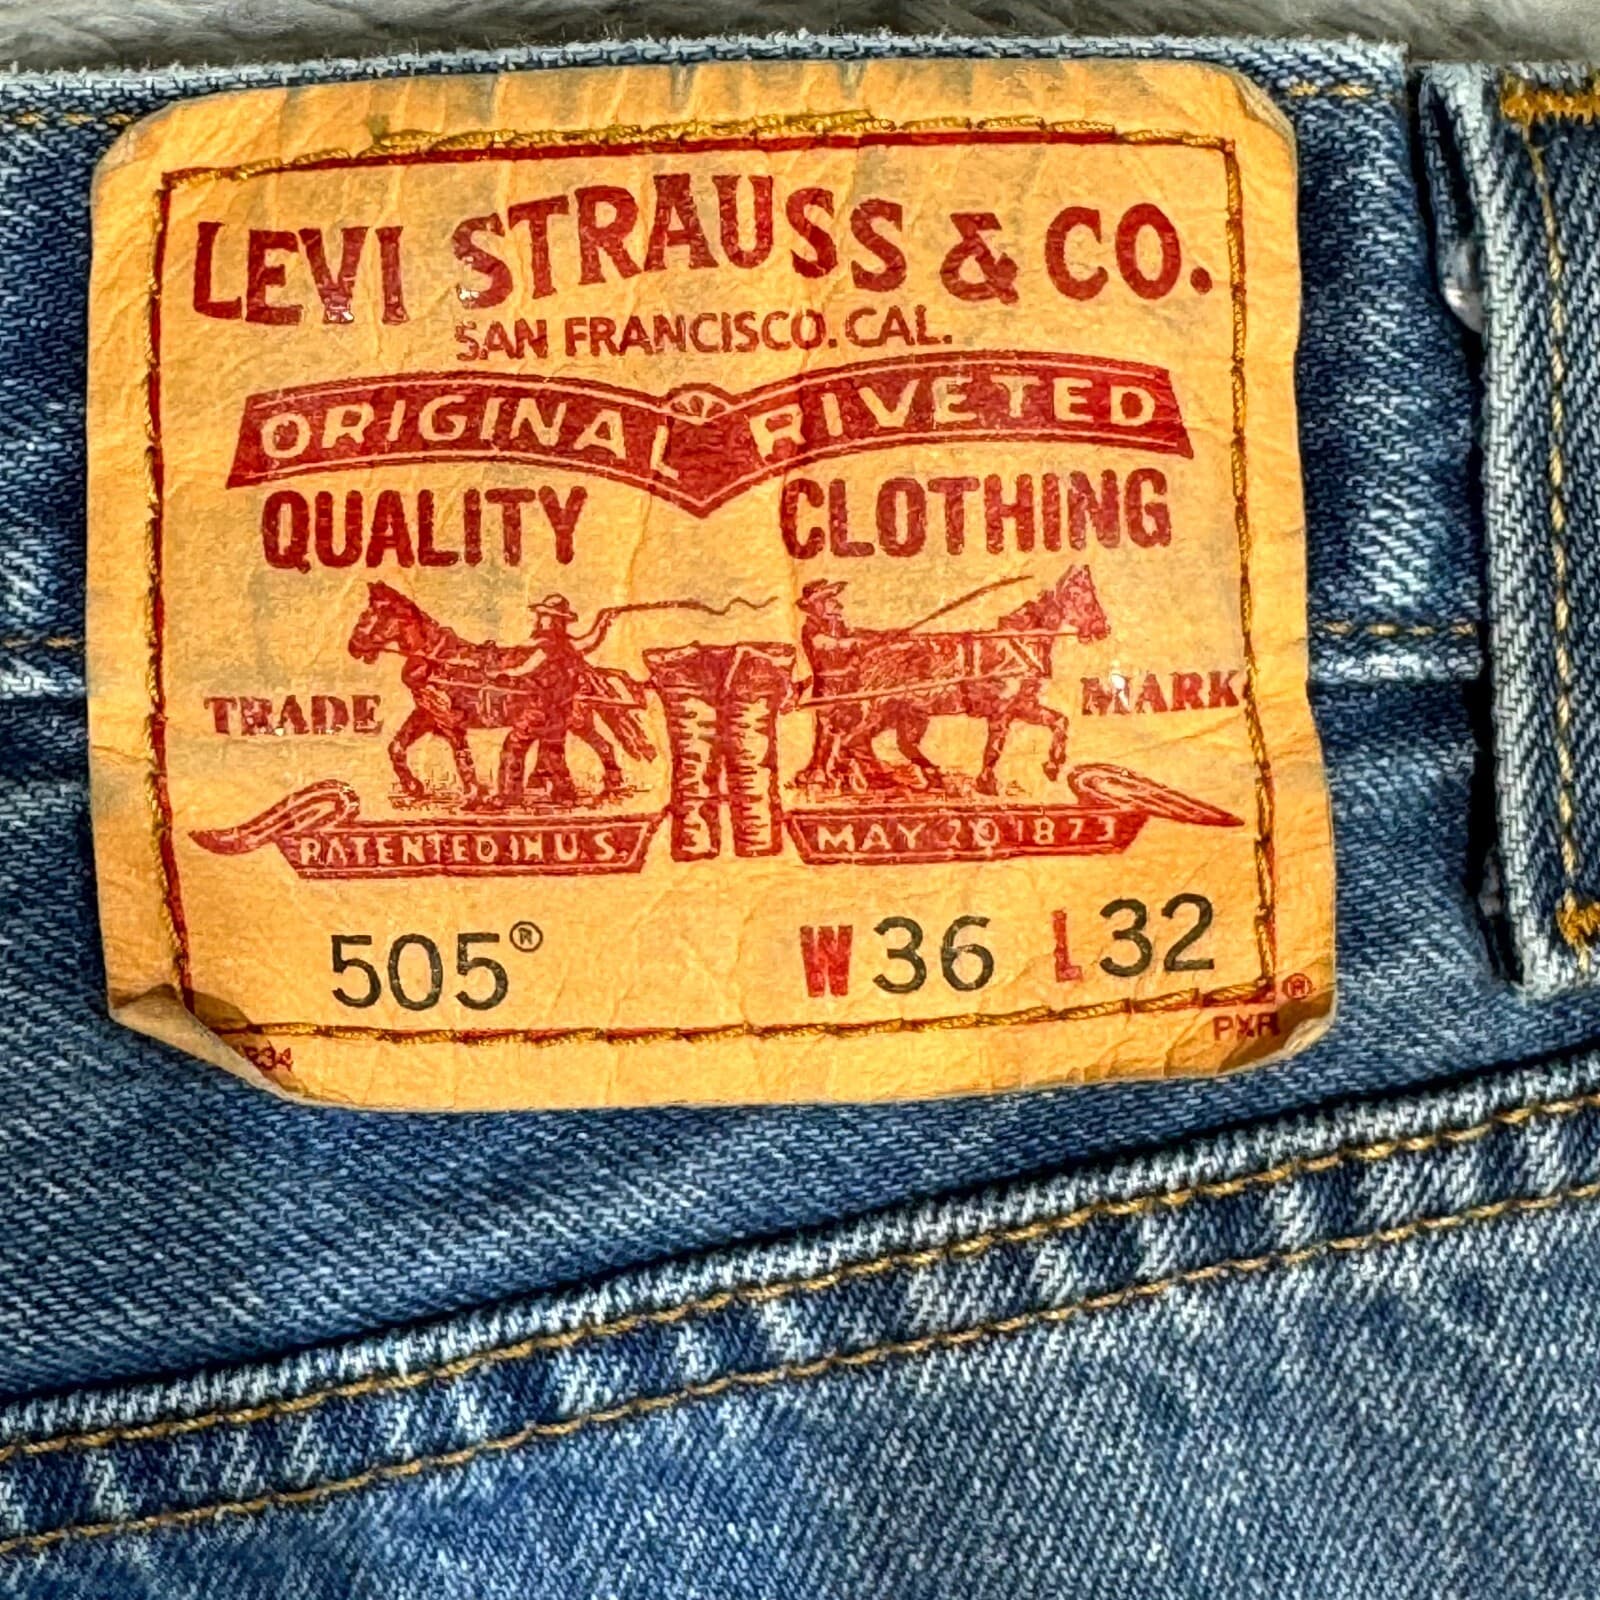 LEVI STRAUSS & CO.
SAN FRANCISCO. CAL.
ORIGINAL RIVETED
QUALITY CLOTHING
TRADE MARK
PATENTED IN U.S. MAY 20 1873
505® W36 L32
®
PXR